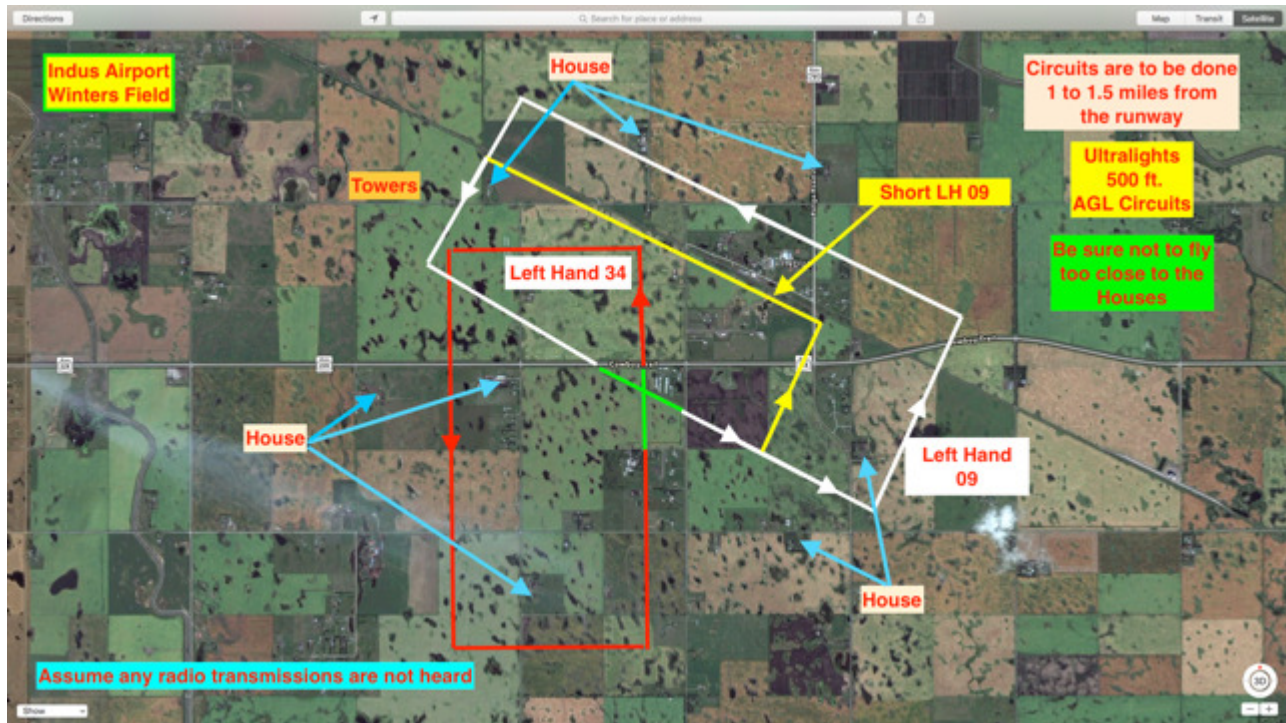 Directions
Search for place or address
Map
Transit
Satellite
Indus Airport
Winters Field
House
Circuits are to be done
1 to 1.5 miles from
the runway
Towers
Short LH 09
Ultralights
500 ft.
AGL Circuits
Left Hand 34
Be sure not to fly
too close to the
Houses
House
Left Hand
09
House
Assume any radio transmissions are not heard
Show
3D